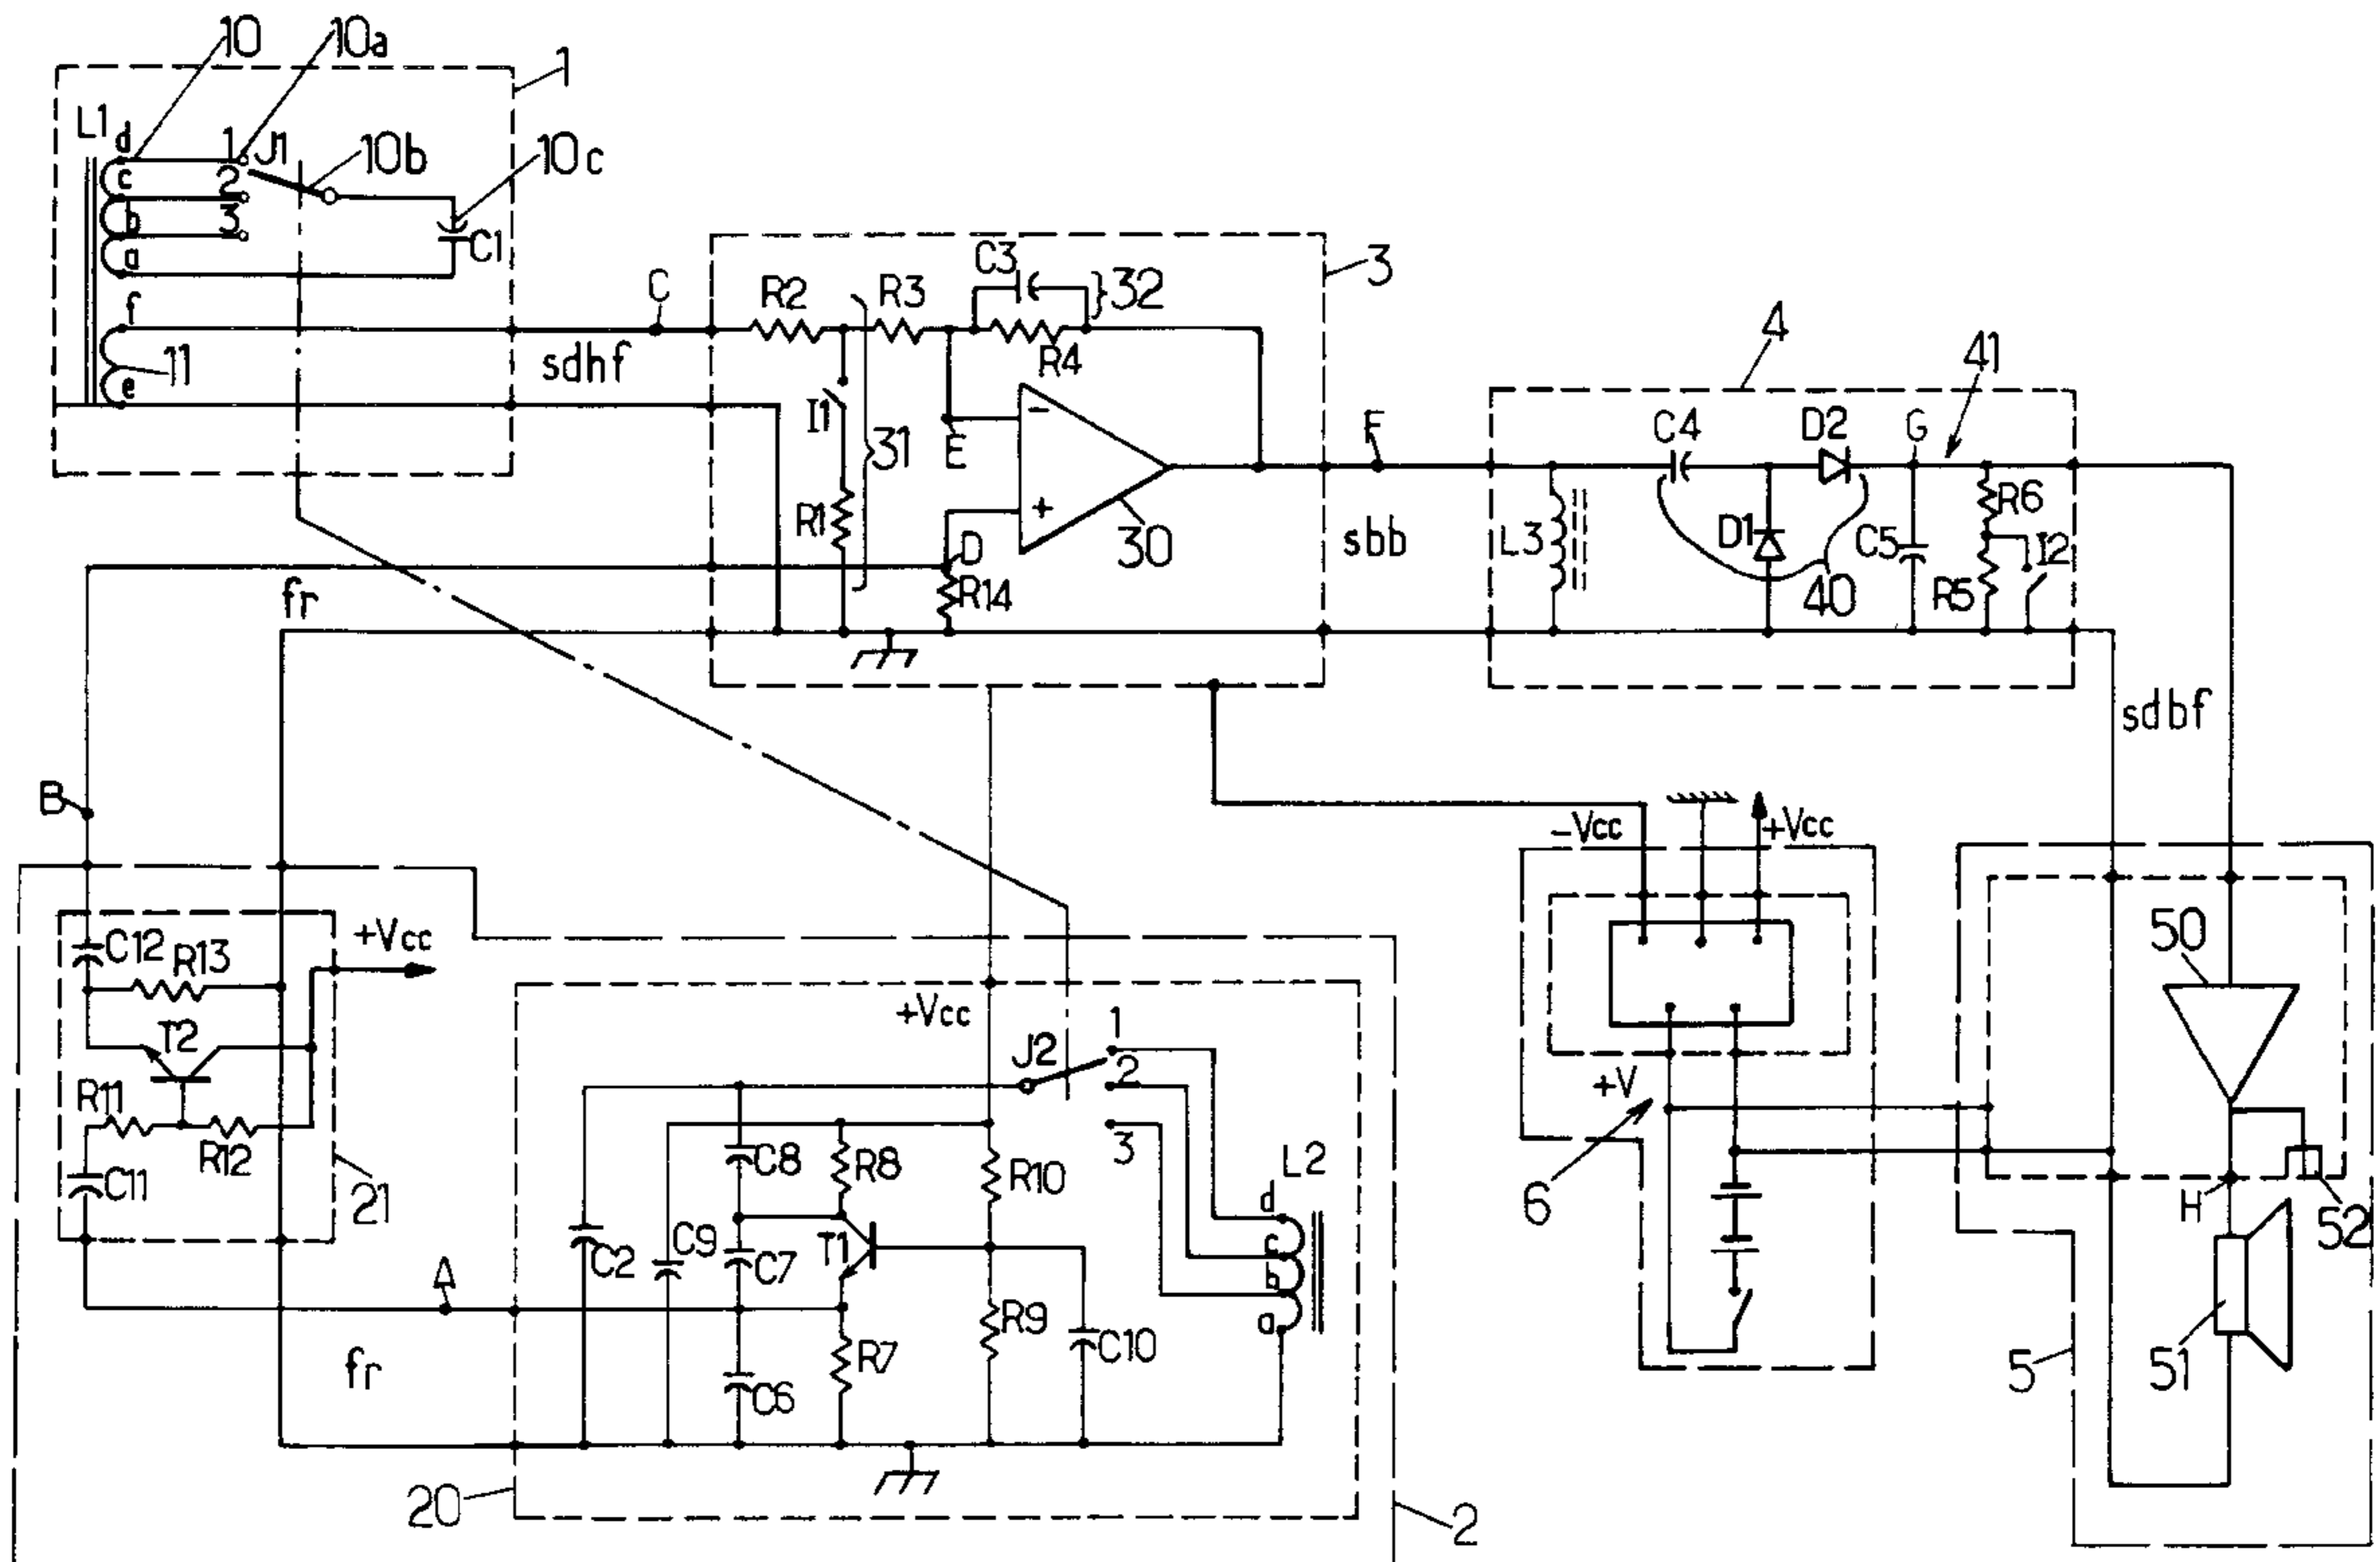 10
10a
1
L1
d
1
J1
10b
10c
c
2
b
3
a
C1
f
11
e
C
sdhf
3
R2
R3
C3
32
R4
I1
31
E
R1
30
D
R14
-
+
fr
F
sbb
4
41
C4
D2
G
L3
D1
C5
R6
R5
I2
40
sdbf
B
C12
R13
+Vcc
T2
R11
R12
C11
21
A
fr
+Vcc
J2
1
2
3
C8
R8
R10
L2
d
c
b
a
C2
C9
C7
T1
R9
C10
C6
R7
20
2
-Vcc
+Vcc
+V
6
50
H
52
51
5